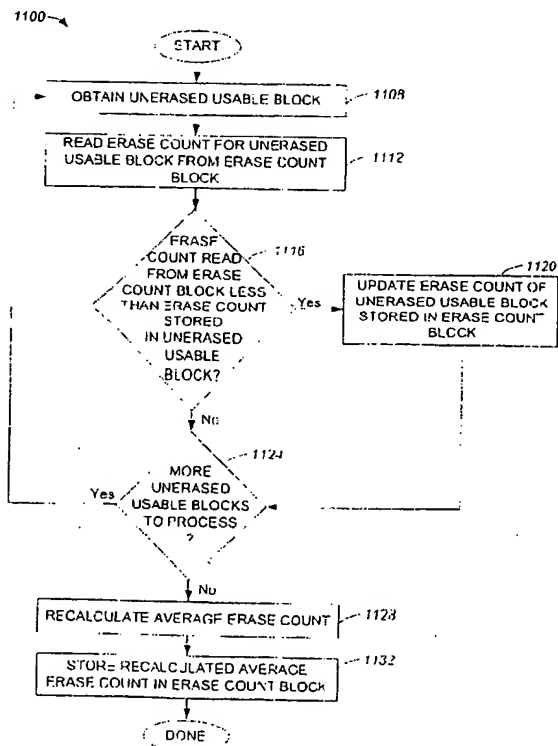 1100
START
OBTAIN UNERASED USABLE BLOCK
1108
READ ERASE COUNT FOR UNERASED
USABLE BLOCK FROM ERASE COUNT
BLOCK
1112
ERASE
COUNT READ
FROM ERASE
COUNT BLOCK LESS
THAN ERASE COUNT
STORED
IN UNERASED
USABLE
BLOCK?
1116
Yes
1120
UPDATE ERASE COUNT OF
UNERASED USABLE BLOCK
STORED IN ERASE COUNT
BLOCK
No
1124
MORE
UNERASED
USABLE BLOCKS
TO PROCESS
?
Yes
No
RECALCULATE AVERAGE ERASE COUNT
1128
STORE RECALCULATED AVERAGE
ERASE COUNT IN ERASE COUNT BLOCK
1132
DONE